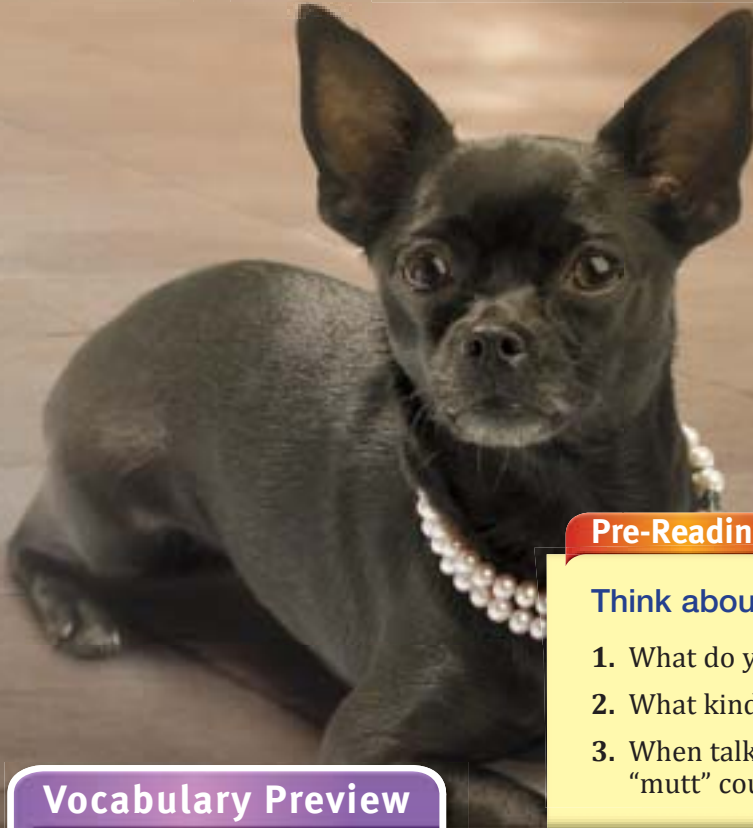 Pre-Readin
Think abou
1. What do y
2. What kind
3. When talk
"mutt" cou
Vocabulary Preview